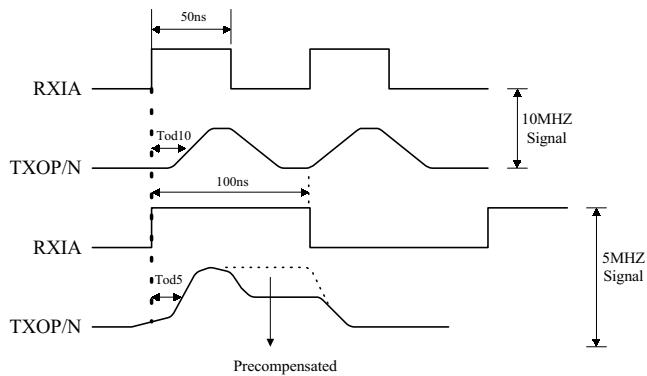 50ns
RXIA
10MHZ
Signal
Tod10
TXOP/N
100ns
RXIA
5MHZ
Signal
Tod5
TXOP/N
Precompensated